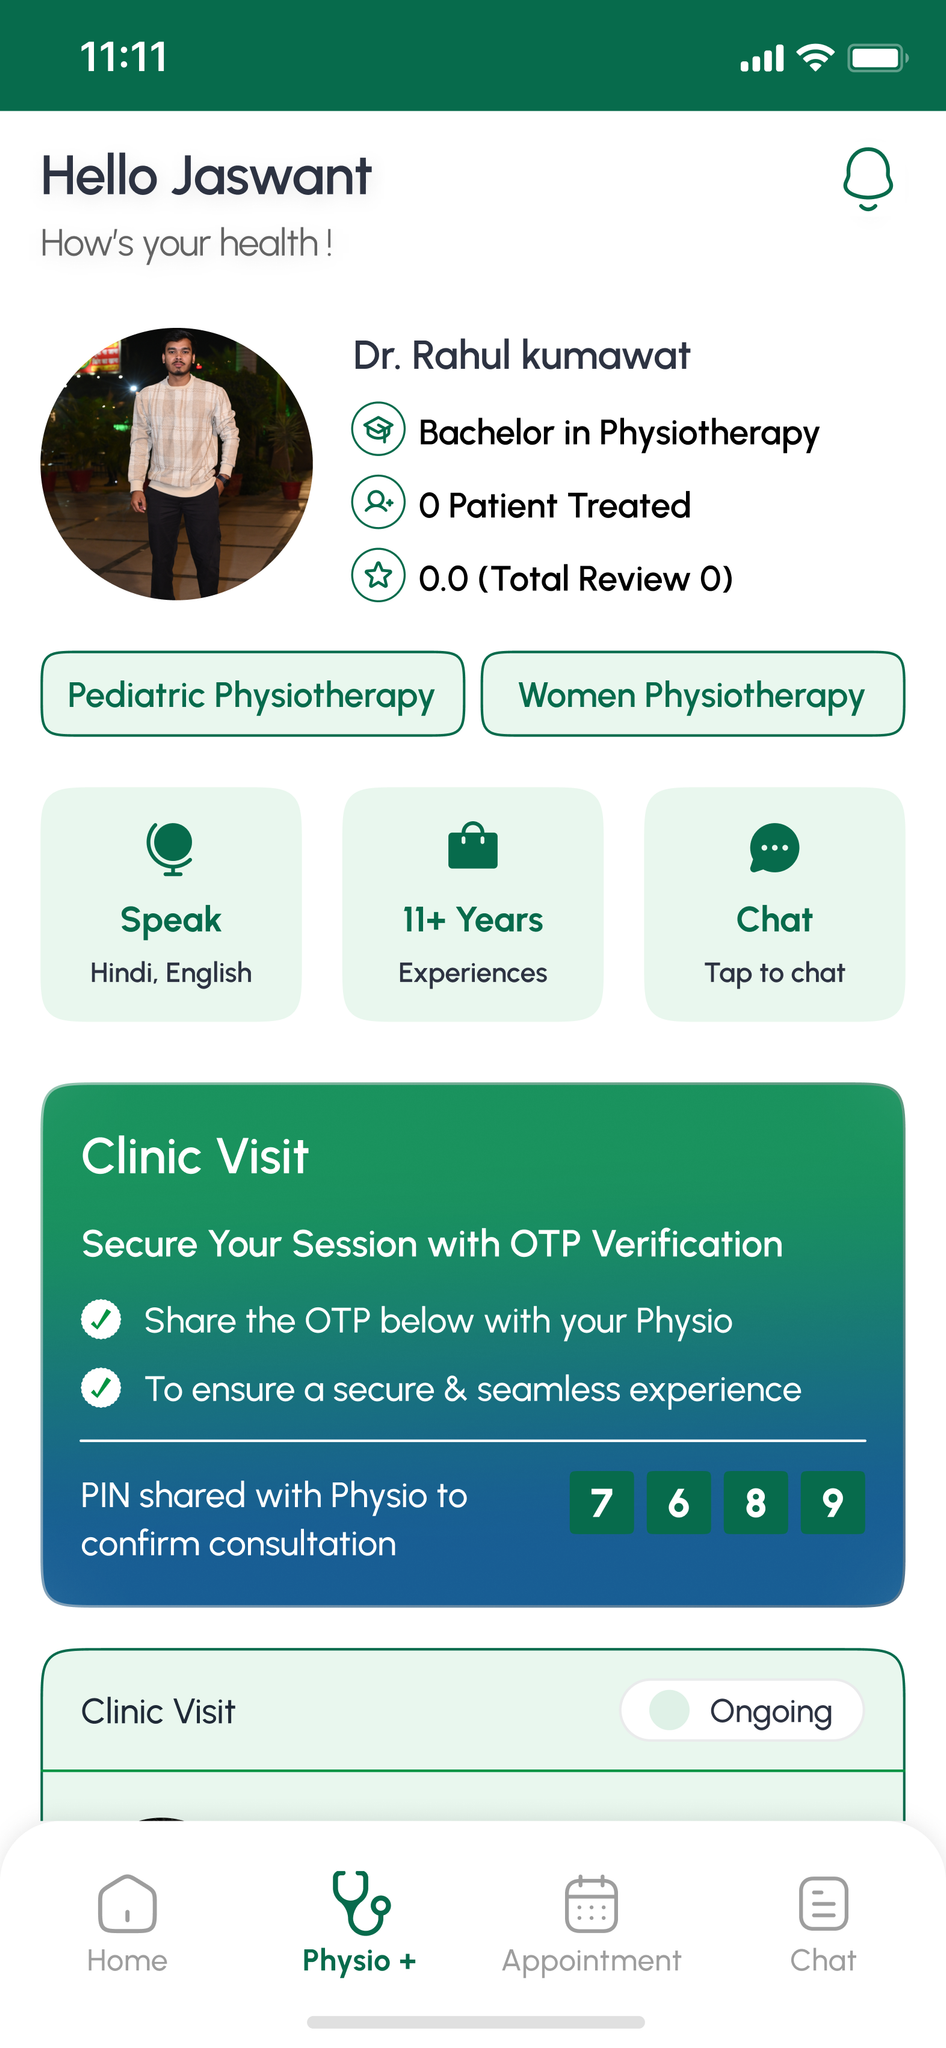 11:11
Hello Jaswant
How's your health !
Dr. Rahul kumawat
Bachelor in Physiotherapy
0 Patient Treated
0.0 (Total Review 0)
Pediatric Physiotherapy
Women Physiotherapy
Speak
Hindi, English
11+ Years
Experiences
Chat
Tap to chat
Clinic Visit
Secure Your Session with OTP Verification
Share the OTP below with your Physio
To ensure a secure & seamless experience
PIN shared with Physio to
confirm consultation
7 6 8 9
Clinic Visit
Ongoing
Home
Physio +
Appointment
Chat